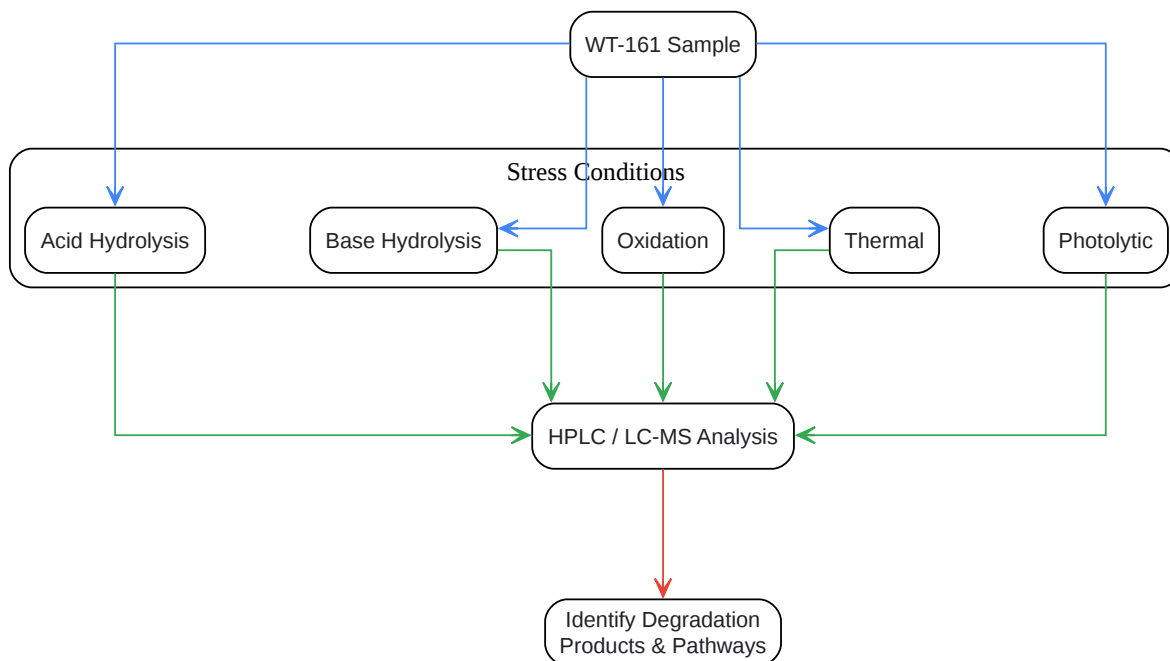 WT-161 Sample
Stress Conditions
Acid Hydrolysis
Base Hydrolysis
Oxidation
Thermal
Photolytic
HPLC / LC-MS Analysis
Identify Degradation
Products & Pathways